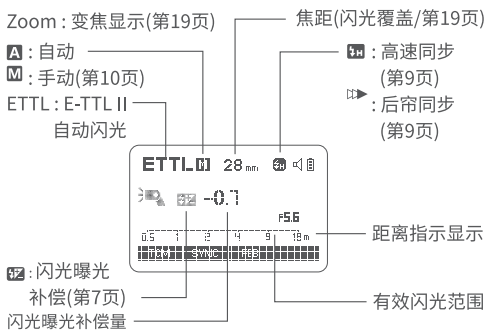 Zoom : 变焦显示(第19页)
焦距(闪光覆盖/第19页)
A : 自动
M : 手动(第10页)
ETTL : E-TTL II
自动闪光
: 高速同步
(第9页)
: 后帘同步
(第9页)
ETTL M 28 mm
-0.7
F5.6
0.5 1 2 4 9 18 m
SYNC
距离指示显示
: 闪光曝光
补偿(第7页)
闪光曝光补偿量
有效闪光范围